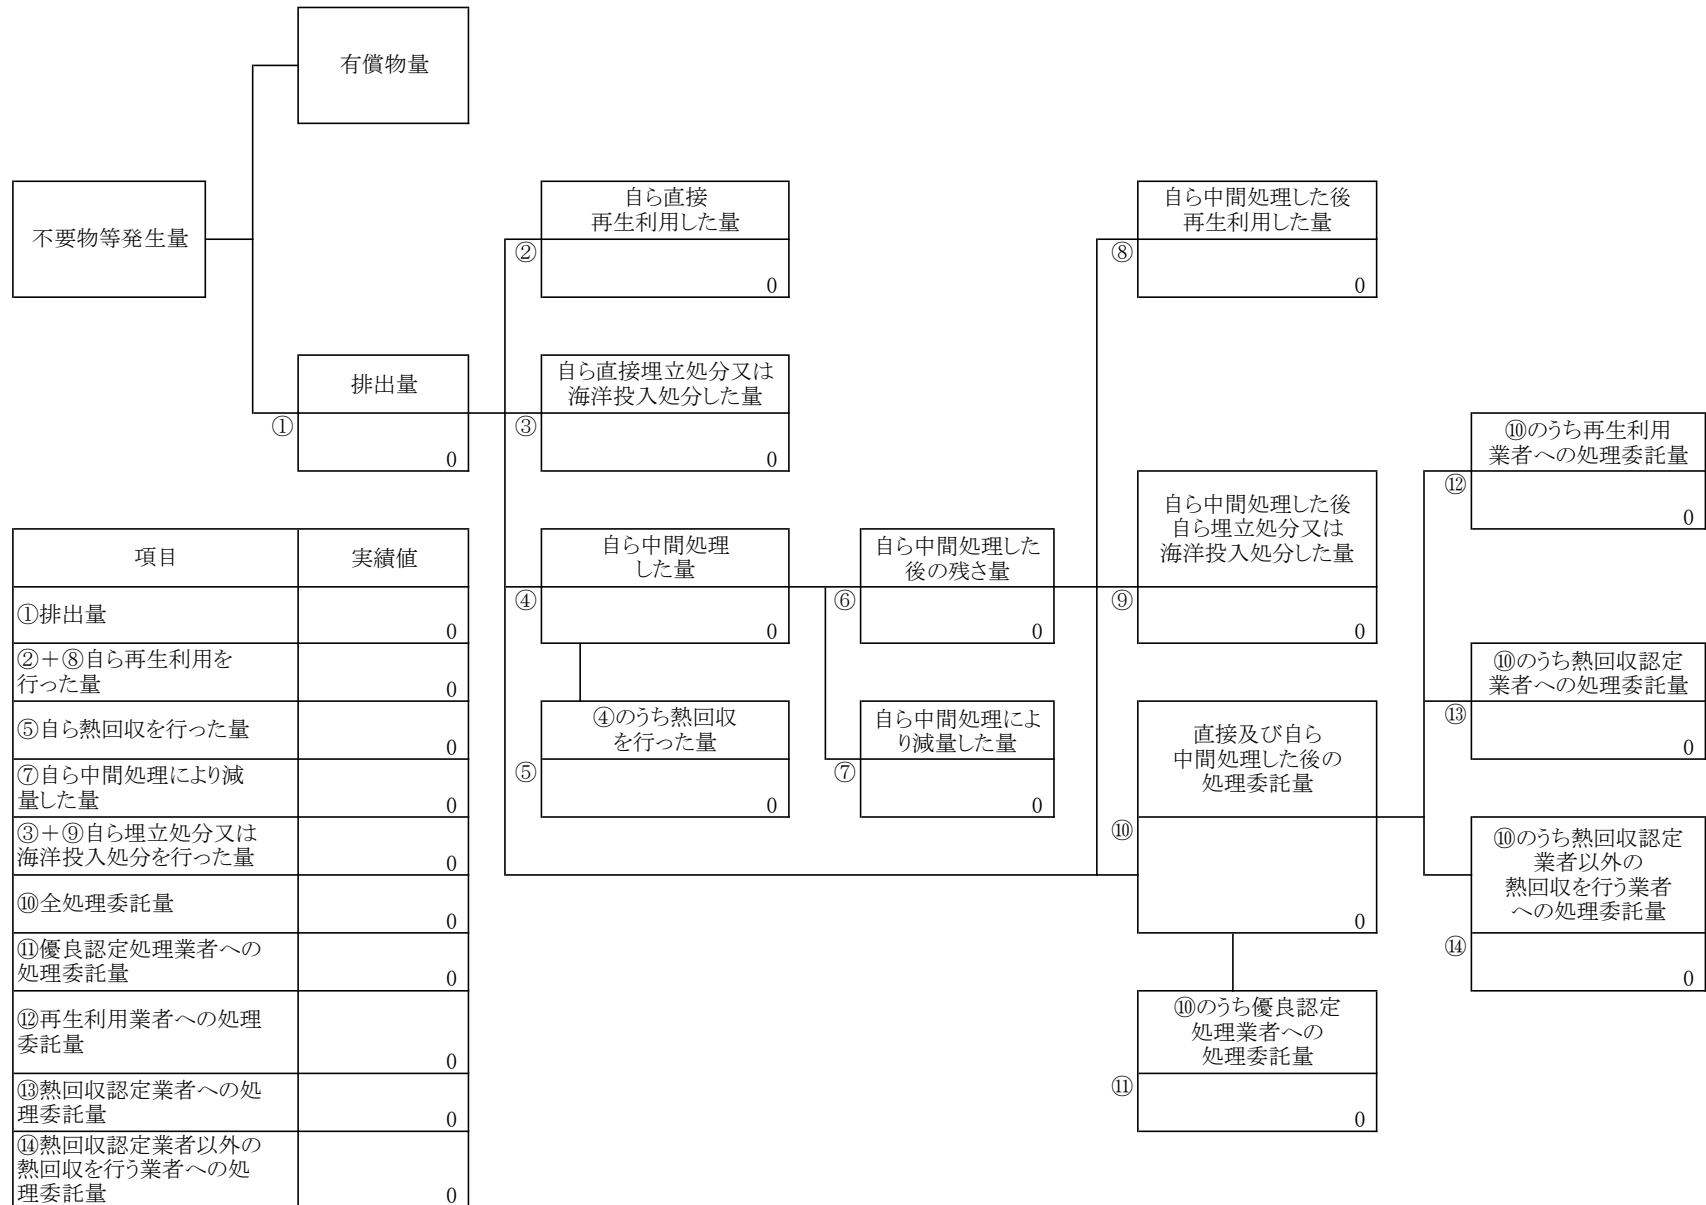 有償物量
不要物等発生量
自ら直接
再生利用した量
②
0
自ら中間処理した後
再生利用した量
⑧
0
排出量
①
0
自ら直接埋立処分又は
海洋投入処分した量
③
0
⑩のうち再生利用
業者への処理委託量
⑫
0
自ら中間処理した後
自ら埋立処分又は
海洋投入処分した量
⑨
0
自ら中間処理
した量
④
0
自ら中間処理した
後の残さ量
⑥
0
④のうち熱回収
を行った量
⑤
0
自ら中間処理によ
り減量した量
⑦
0
直接及び自ら
中間処理した後の
処理委託量
⑩
0
⑩のうち熱回収認定
業者への処理委託量
⑬
0
⑩のうち熱回収認定
業者以外の
熱回収を行う業者
への処理委託量
⑭
0
⑩のうち優良認定
処理業者への
処理委託量
⑪
0
項目 実績値
①排出量
0
②＋⑧自ら再生利用を
行った量 0
⑤自ら熱回収を行った量
0
⑦自ら中間処理により減
量した量 0
③＋⑨自ら埋立処分又は
海洋投入処分を行った量 0
⑩全処理委託量
0
⑪優良認定処理業者への
処理委託量 0
⑫再生利用業者への処理
委託量
0
⑬熱回収認定業者への処
理委託量 0
⑭熱回収認定業者以外の
熱回収を行う業者への処
理委託量 0